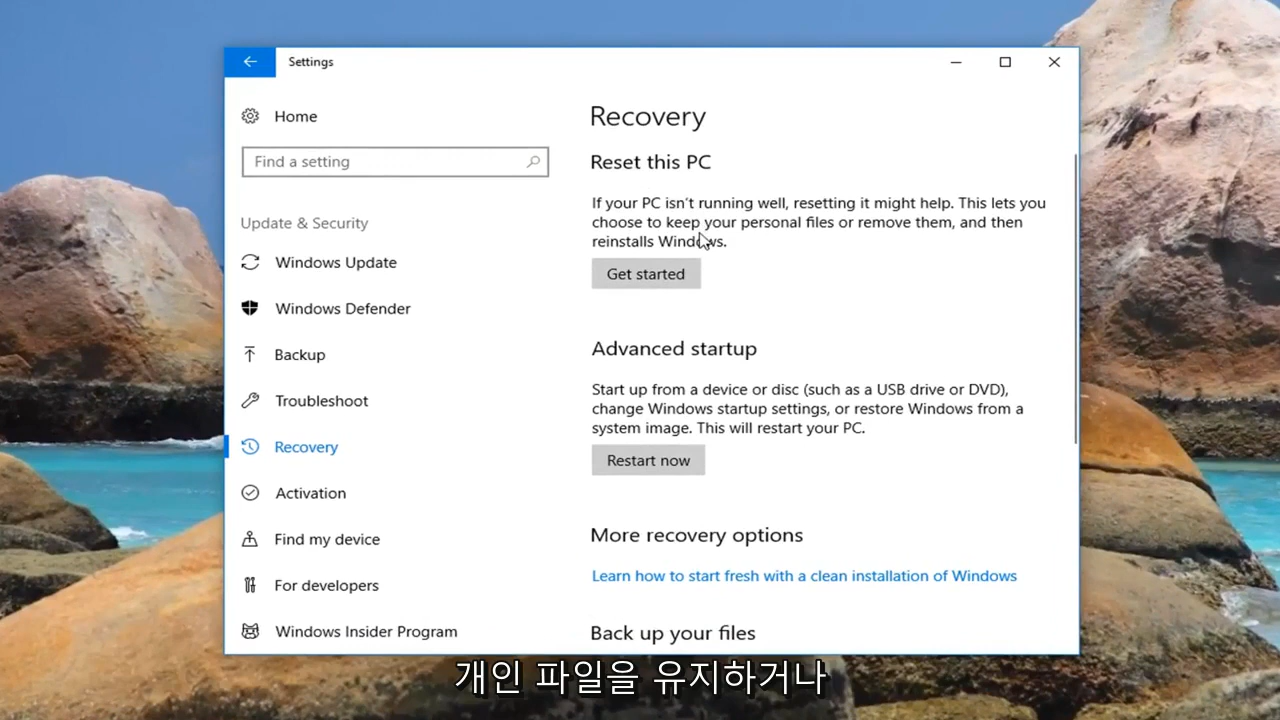 Settings
Home
Find a setting
Update & Security
Windows Update
Windows Defender
Backup
Troubleshoot
Recovery
Activation
Find my device
For developers
Windows Insider Program
Recovery
Reset this PC
If your PC isn't running well, resetting it might help. This lets you
choose to keep your personal files or remove them, and then
reinstalls Windows.
Get started
Advanced startup
Start up from a device or disc (such as a USB drive or DVD),
change Windows startup settings, or restore Windows from a
system image. This will restart your PC.
Restart now
More recovery options
Learn how to start fresh with a clean installation of Windows
Back up your files
개인 파일을 유지하거나